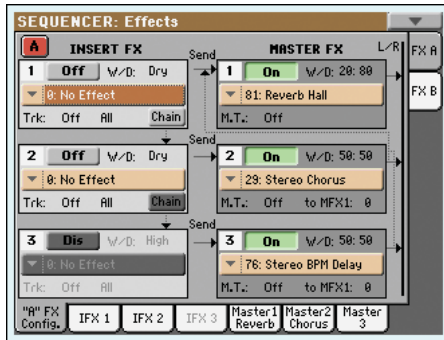 SEQUENCER: Effects
A INSERT FX Send MASTER FX L/R FX A
1 Off W/D: Dry 1 On W/D: 20:80
0: No Effect 81: Reverb Hall FX B
Trk: Off All Chain M.T.: Off
Send
2 Off W/D: Dry 2 On W/D: 50:50
0: No Effect 29: Stereo Chorus
Trk: Off All Chain M.T.: Off to MFX1: 0
Send
3 Dis W/D: High 3 On W/D: 50:50
0: No Effect 76: Stereo BPM Delay
Trk: Off All M.T.: Off to MFX1: 0
"A" FX Config. IFX 1 IFX 2 IFX 3 Master1 Reverb Master2 Chorus Master 3